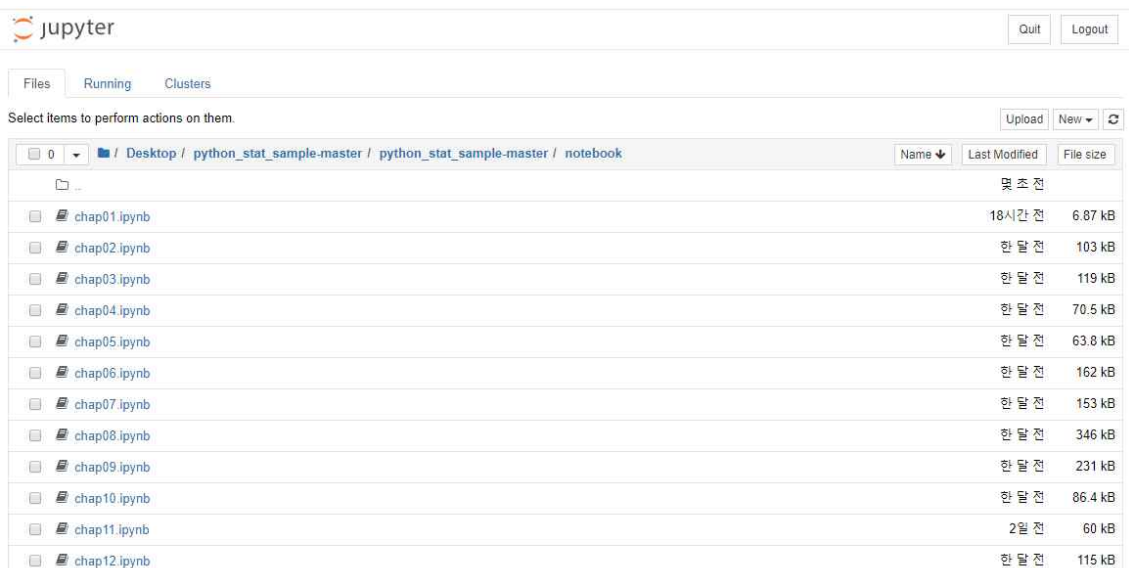 jupyter Quit Logout
Files Running Clusters
Select items to perform actions on them. Upload New
0 / Desktop / python_stat_sample-master / python_stat_sample-master / notebook Name Last Modified File size
.. 몇 초 전
chap01.ipynb 18시간 전 6.87 kB
chap02.ipynb 한 달 전 103 kB
chap03.ipynb 한 달 전 119 kB
chap04.ipynb 한 달 전 70.5 kB
chap05.ipynb 한 달 전 63.8 kB
chap06.ipynb 한 달 전 162 kB
chap07.ipynb 한 달 전 153 kB
chap08.ipynb 한 달 전 346 kB
chap09.ipynb 한 달 전 231 kB
chap10.ipynb 한 달 전 86.4 kB
chap11.ipynb 2일 전 60 kB
chap12.ipynb 한 달 전 115 kB